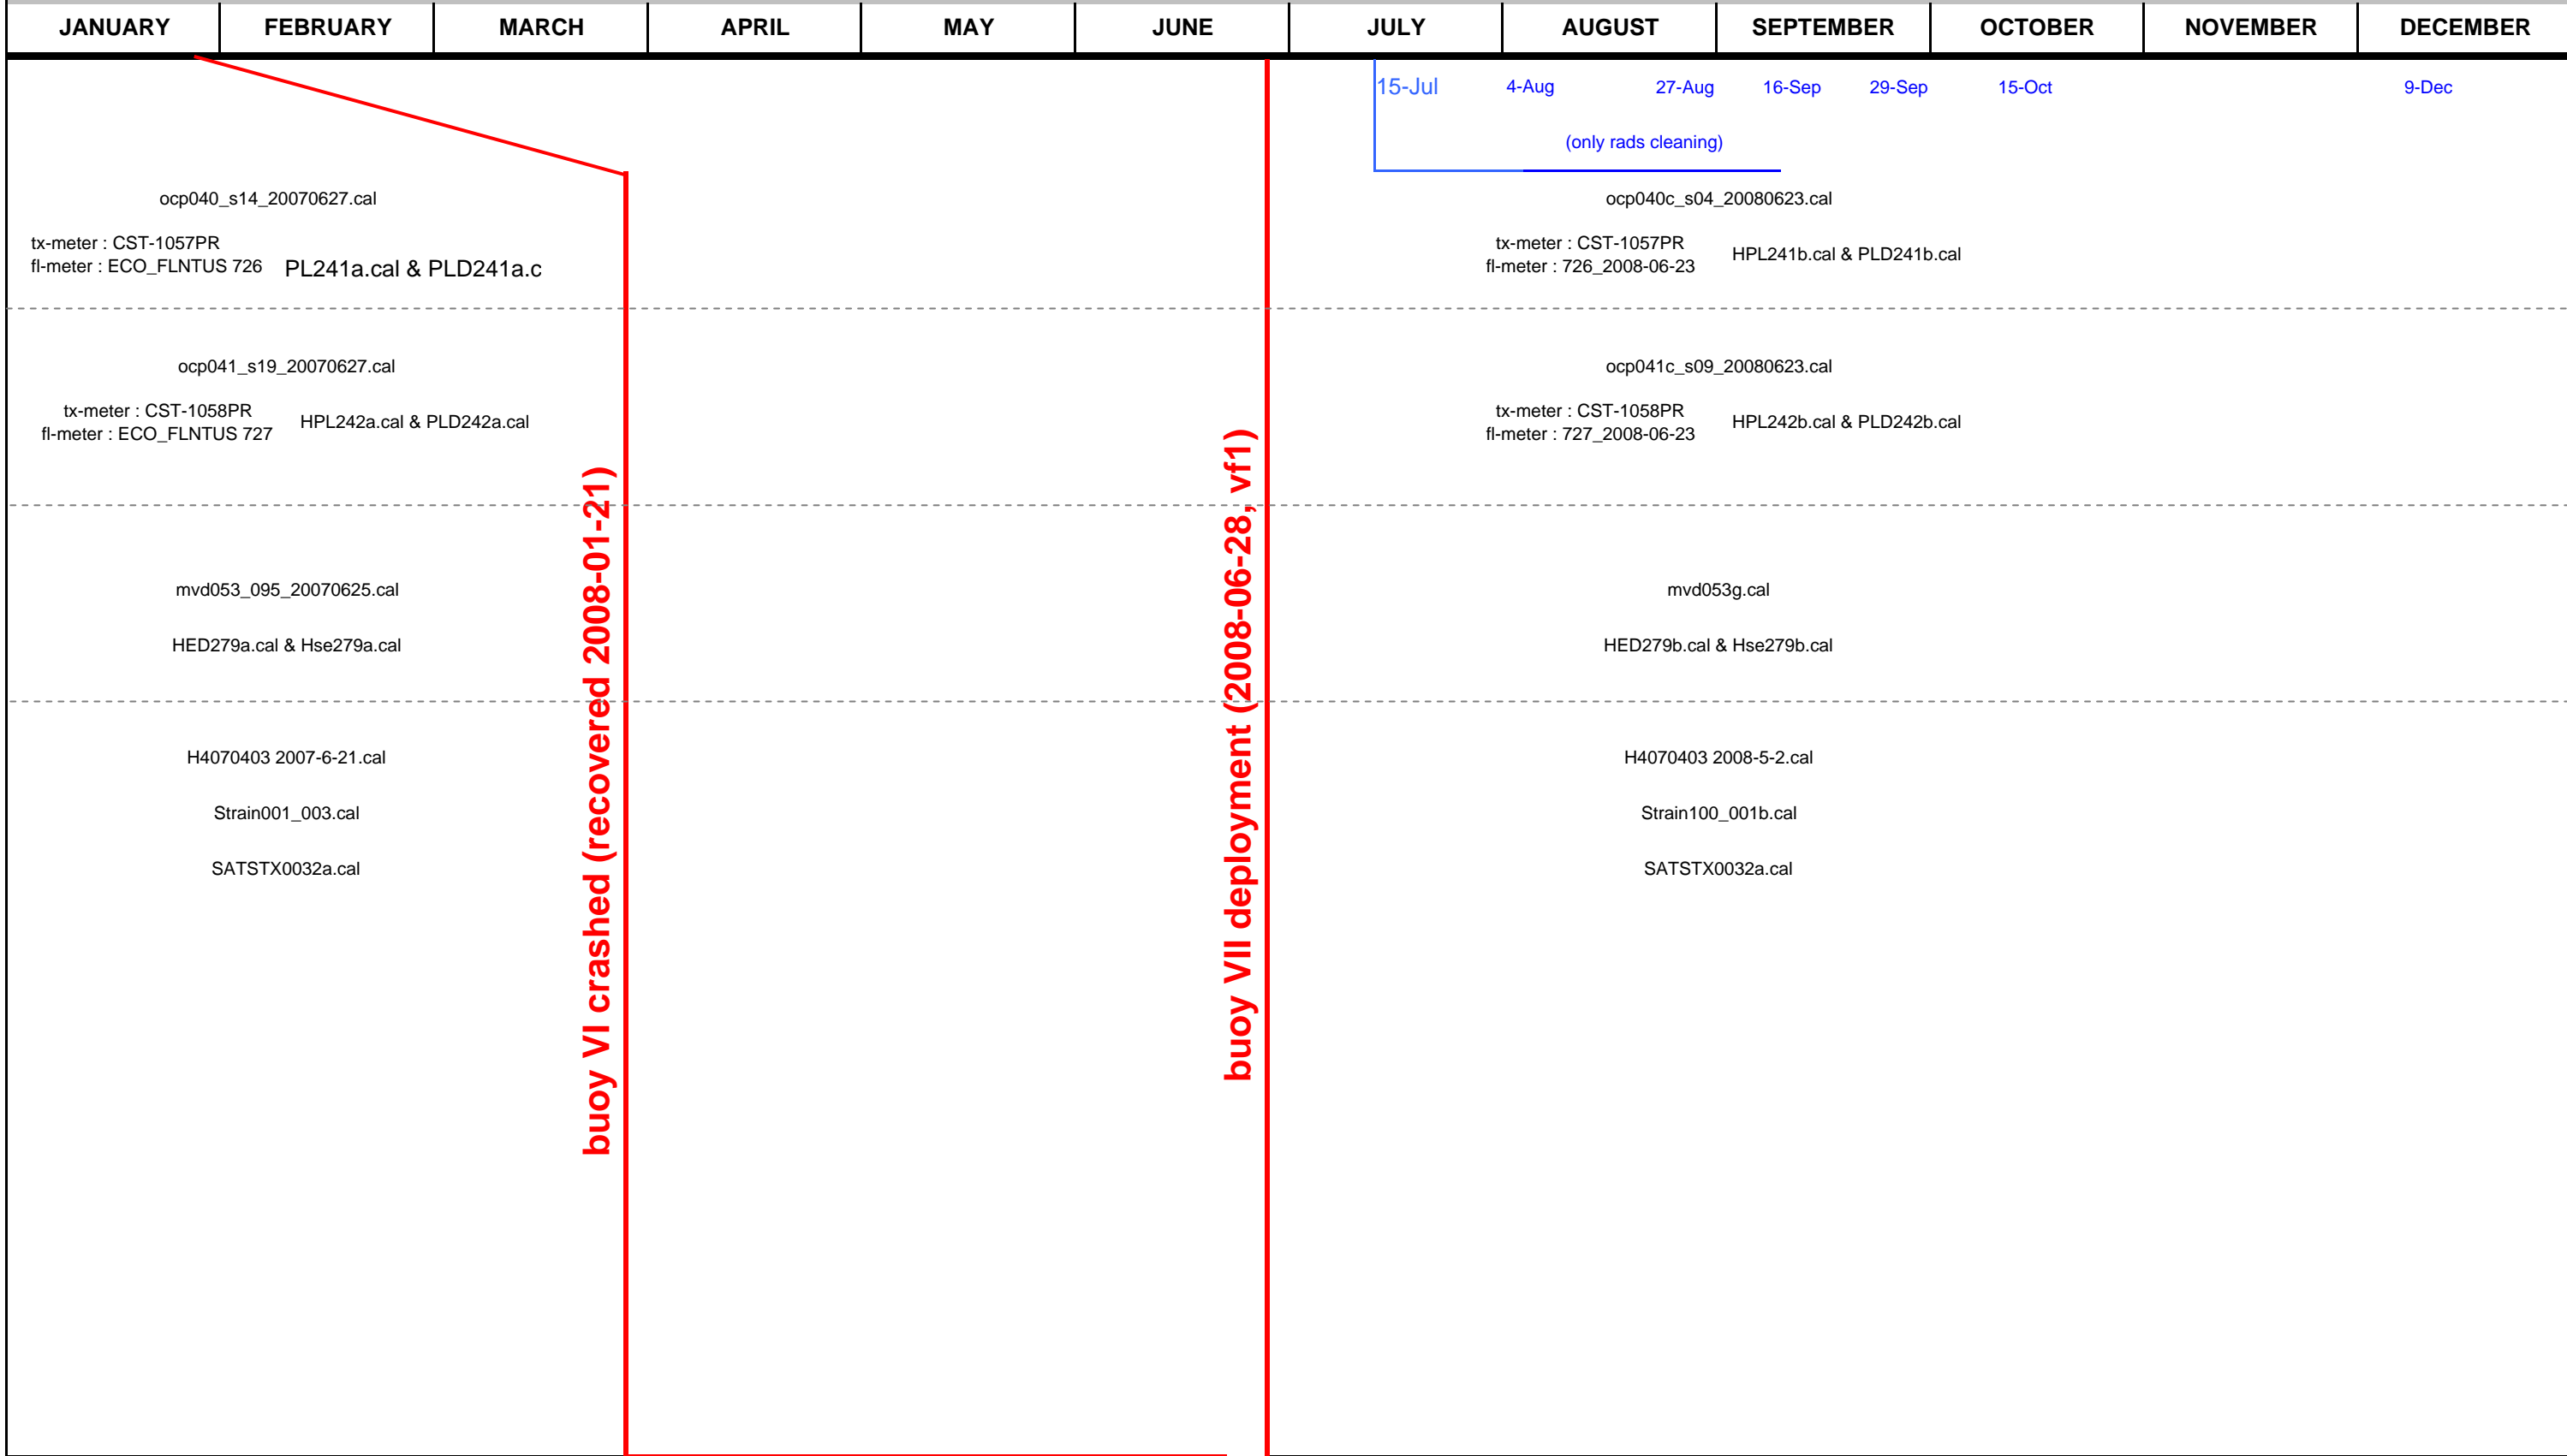 JANUARY FEBRUARY MARCH APRIL MAY JUNE JULY AUGUST SEPTEMBER OCTOBER NOVEMBER DECEMBER
15-Jul 4-Aug 27-Aug 16-Sep 29-Sep 15-Oct 9-Dec
(only rads cleaning)
ocp040_s14_20070627.cal
tx-meter : CST-1057PR
fl-meter : ECO_FLNTUS 726
PL241a.cal & PLD241a.c
ocp041_s19_20070627.cal
tx-meter : CST-1058PR
fl-meter : ECO_FLNTUS 727
HPL242a.cal & PLD242a.cal
mvd053_095_20070625.cal
HED279a.cal & Hse279a.cal
H4070403 2007-6-21.cal
Strain001_003.cal
SATSTX0032a.cal
buoy VI crashed (recovered 2008-01-21)
buoy VII deployment (2008-06-28, vf1)
ocp040c_s04_20080623.cal
tx-meter : CST-1057PR
fl-meter : 726_2008-06-23
HPL241b.cal & PLD241b.cal
ocp041c_s09_20080623.cal
tx-meter : CST-1058PR
fl-meter : 727_2008-06-23
HPL242b.cal & PLD242b.cal
mvd053g.cal
HED279b.cal & Hse279b.cal
H4070403 2008-5-2.cal
Strain100_001b.cal
SATSTX0032a.cal